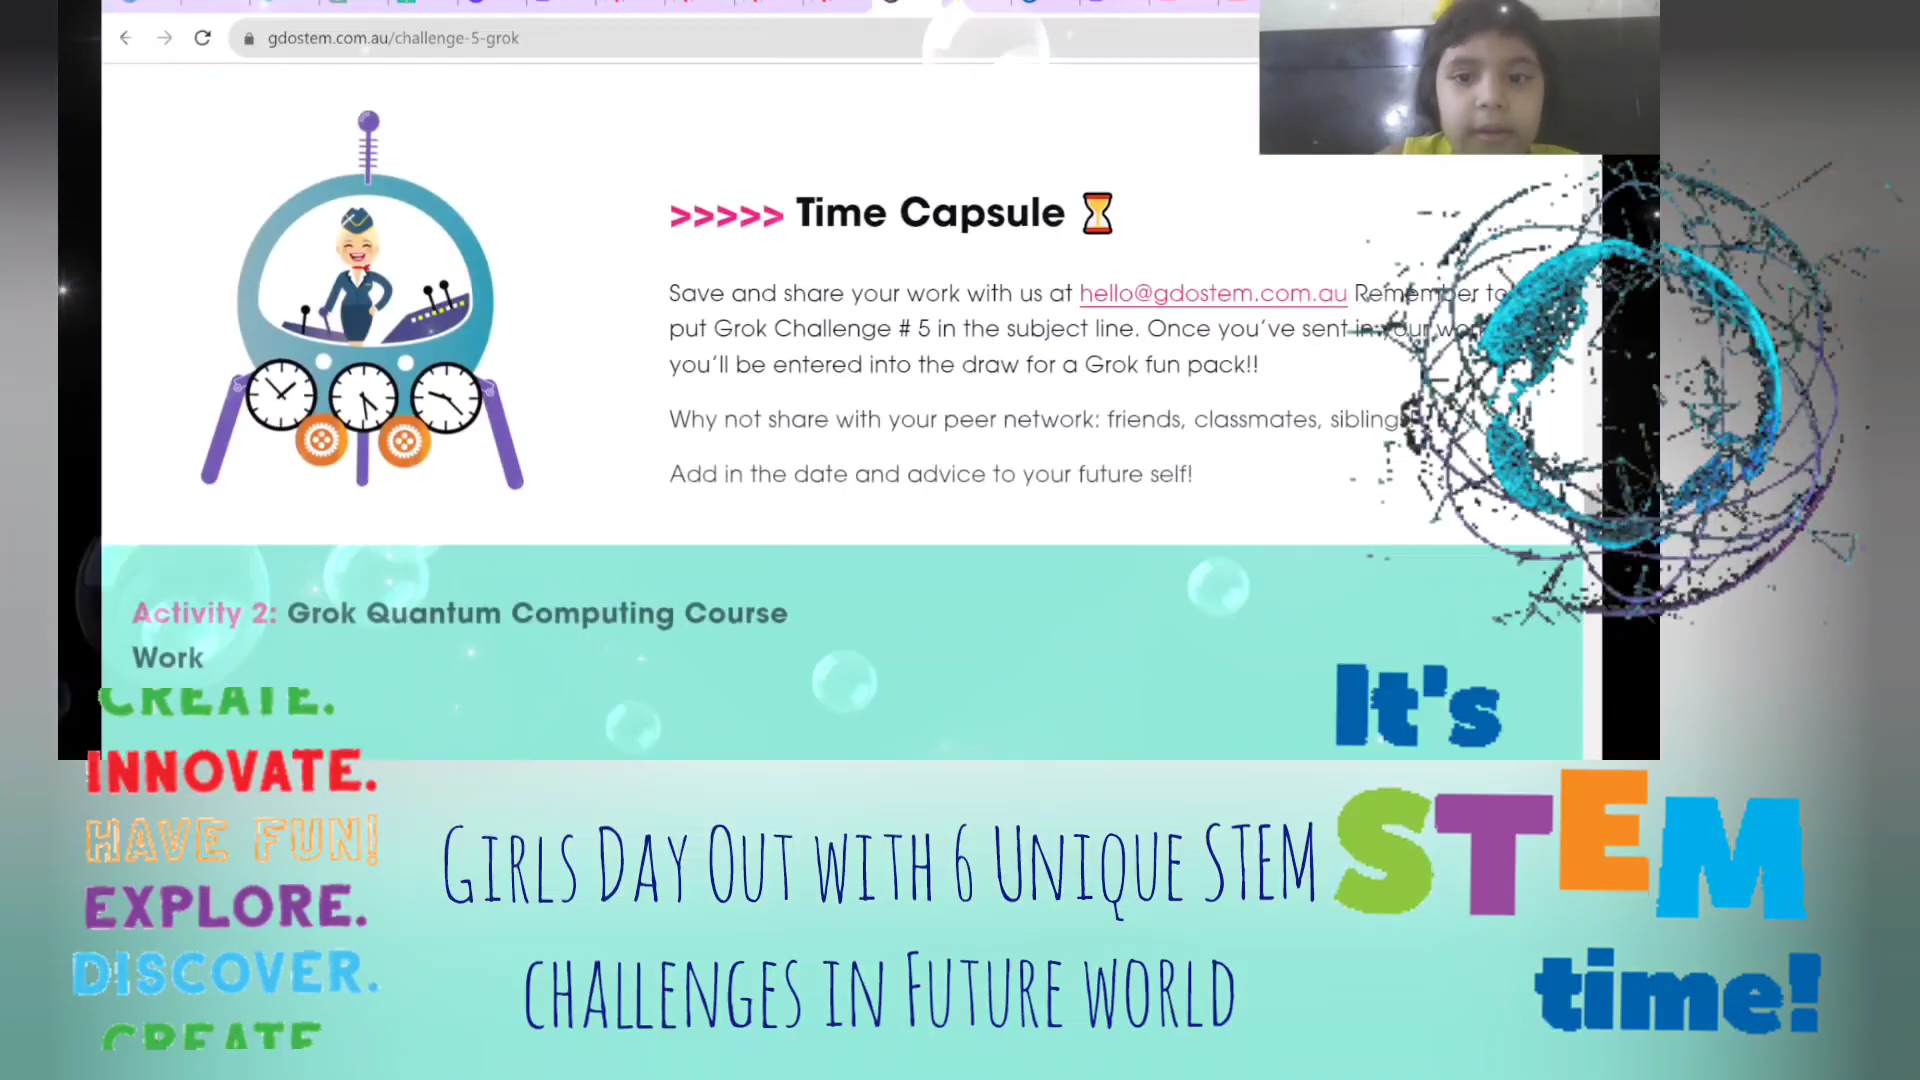 gdostem.com.au/challenge-5-grok
>>>>> Time Capsule
Save and share your work with us at hello@gdostem.com.au Remember to
put Grok Challenge # 5 in the subject line. Once you've sent in your work
you'll be entered into the draw for a Grok fun pack!!
Why not share with your peer network: friends, classmates, siblings
Add in the date and advice to your future self!
Activity 2: Grok Quantum Computing Course
Work
CREATE.
INNOVATE.
HAVE FUN!
EXPLORE.
DISCOVER.
CREATE
Girls Day Out with 6 Unique STEM
challenges in Future world
It's
STEM
time!